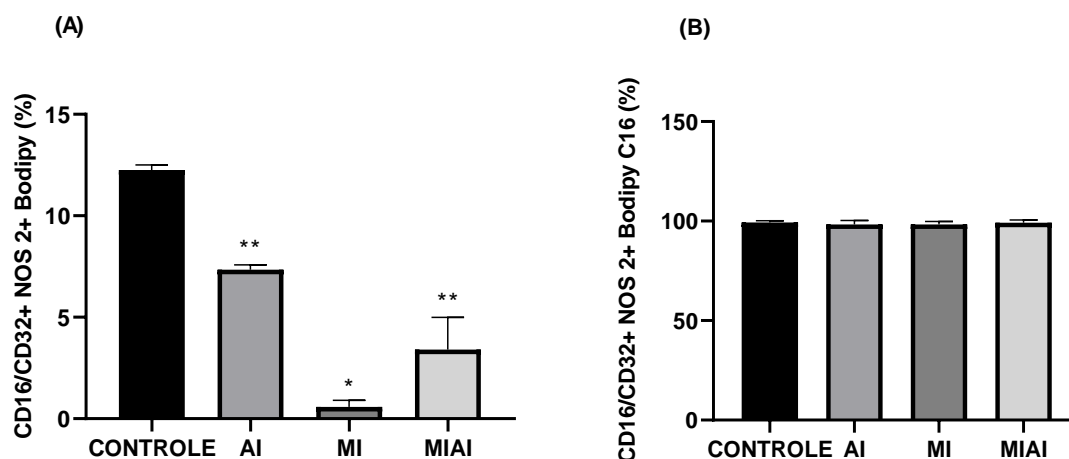 (A)
CD16/CD32+ NOS 2+ Bodipy (%)
15
10
5
0
**
*
**
CONTROLE AI MI MIAI
(B)
CD16/CD32+ NOS 2+ Bodipy C16 (%)
150
100
50
0
CONTROLE AI MI MIAI